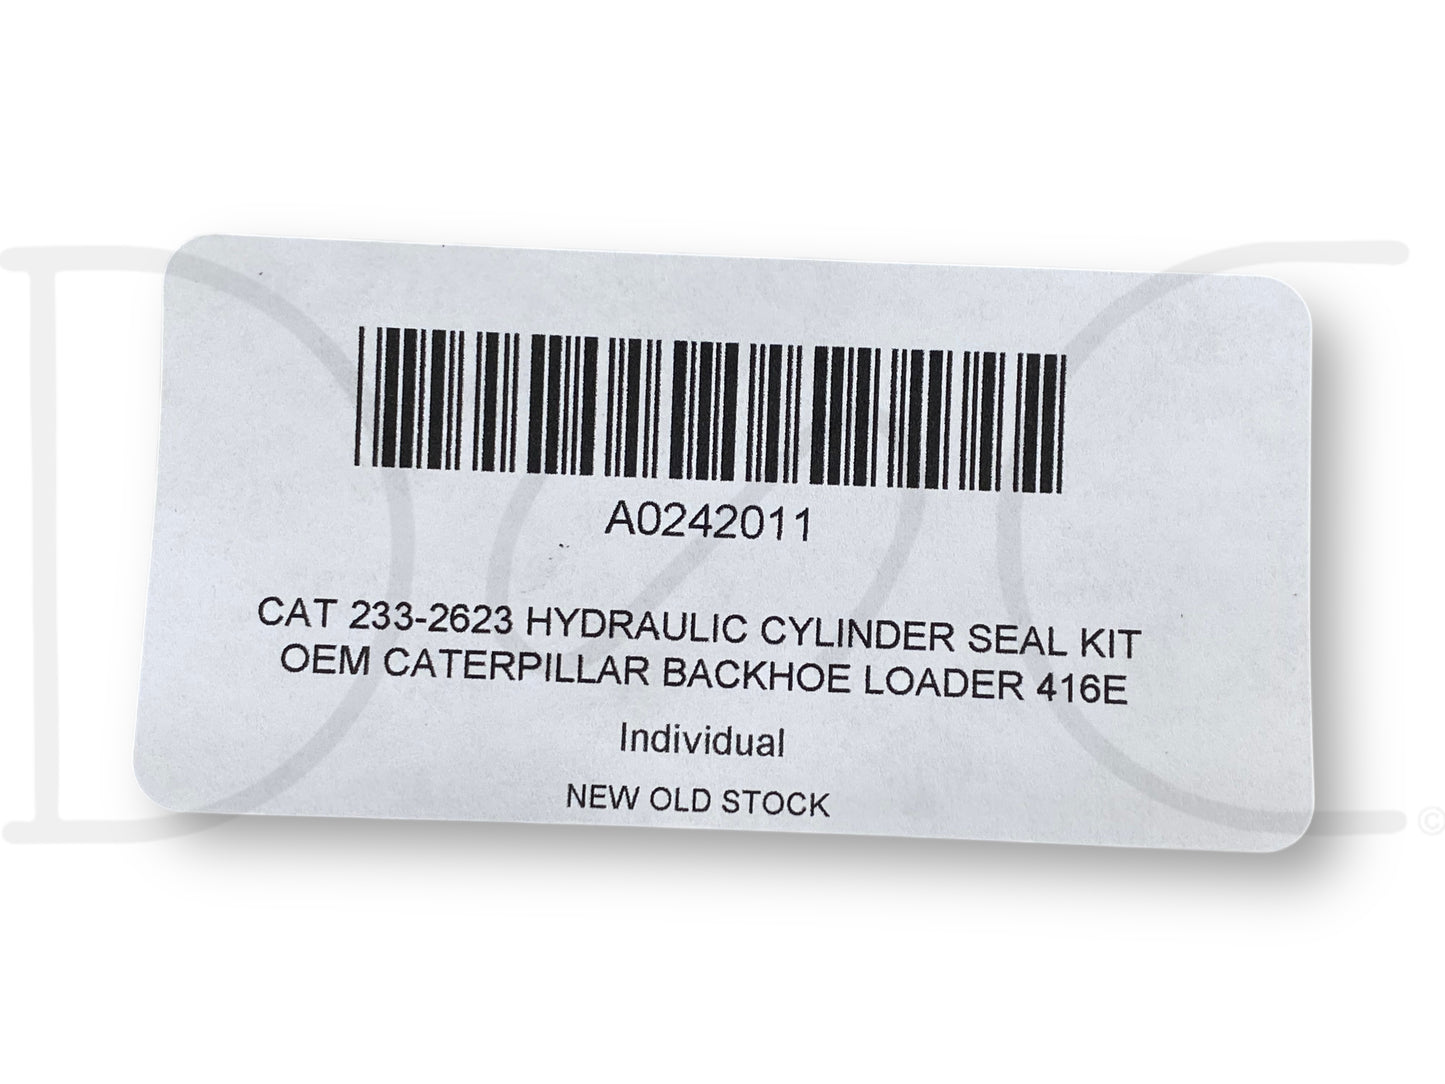 A0242011
CAT 233-2623 HYDRAULIC CYLINDER SEAL KIT
OEM CATERPILLAR BACKHOE LOADER 416E
Individual
NEW OLD STOCK
©